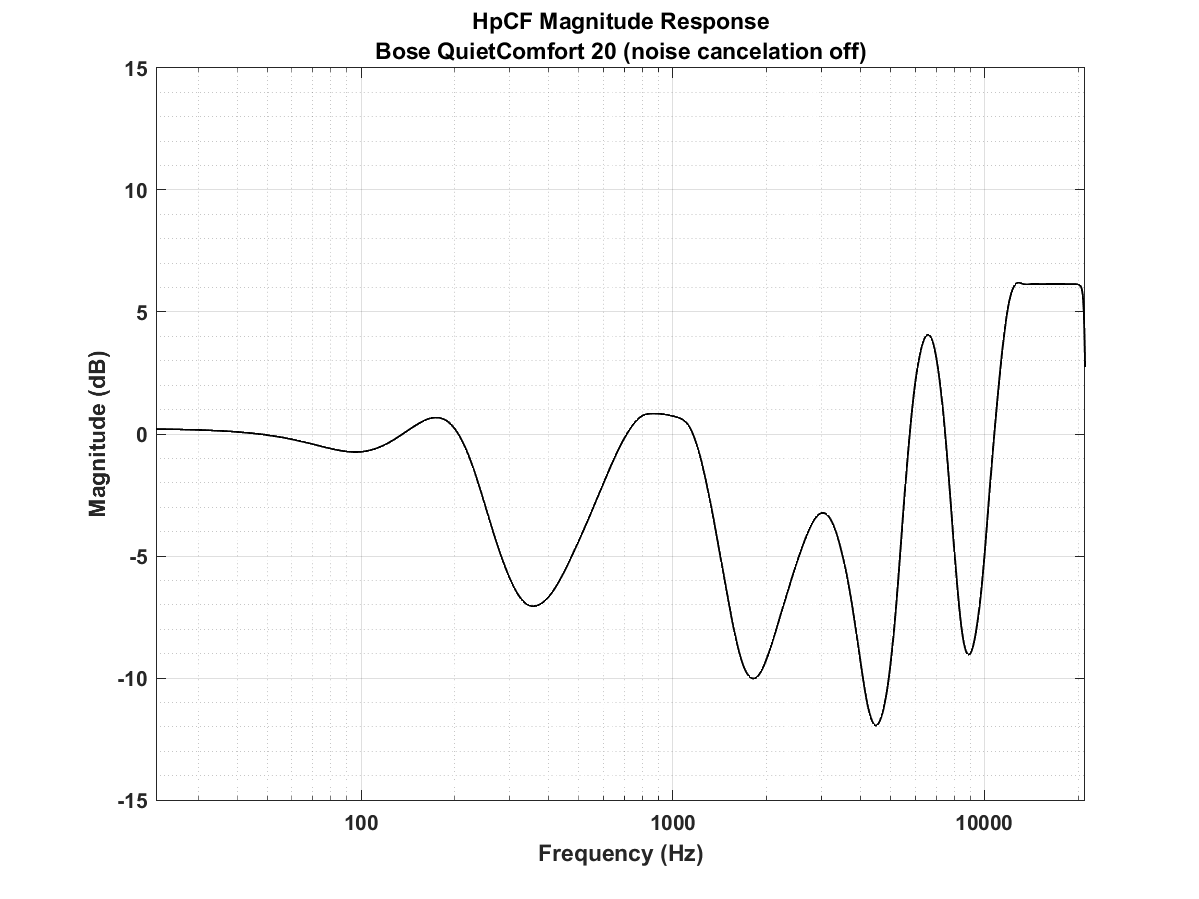 HpCF Magnitude Response
Bose QuietComfort 20 (noise cancelation off)
15
10
5
0
-5
-10
-15
Magnitude (dB)
100
1000
10000
Frequency (Hz)